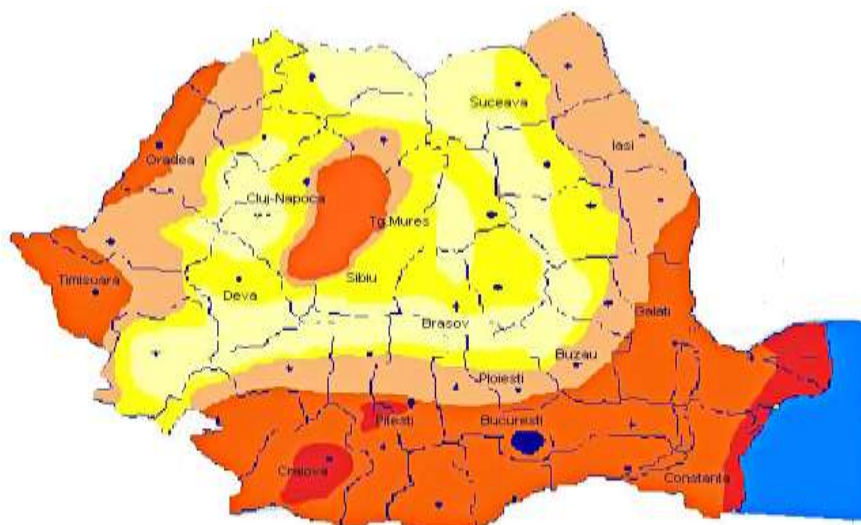 Suceava
Iasi
Oradea
Cluj-Napoca
Tg.Mures
Timisoara
Deva
Sibiu
Brasov
Galati
Buzau
Ploiesti
Pitesti
Bucuresti
Craiova
Constanta